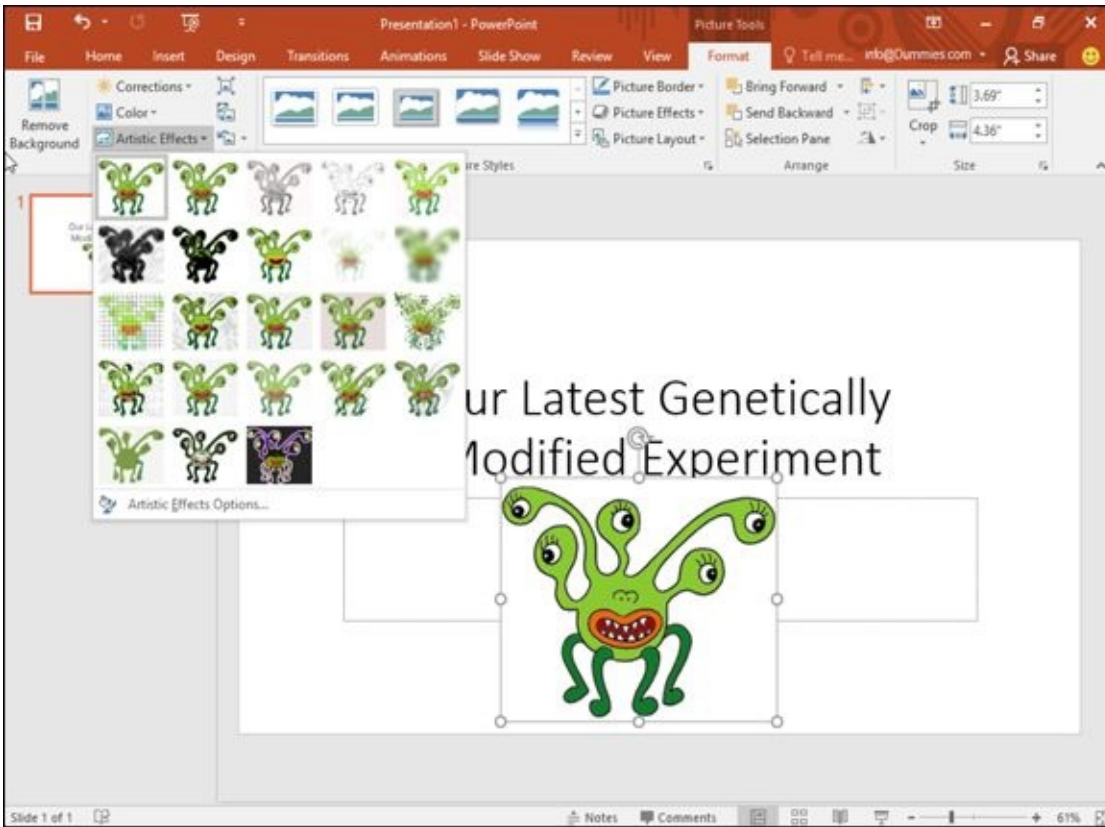 Presentation1 - PowerPoint
Picture Tools
File Home Insert Design Transitions Animations Slide Show Review View Format Tell me... info@Dummies.com Share
Remove Background
Corrections
Color
Artistic Effects
Picture Border
Picture Effects
Picture Layout
Bring Forward
Send Backward
Selection Pane
Crop
3.69"
4.36"
ure Styles
Arrange
Size
1
ur Latest Genetically
Modified Experiment
Artistic Effects Options...
Slide 1 of 1
Notes
Comments
61%